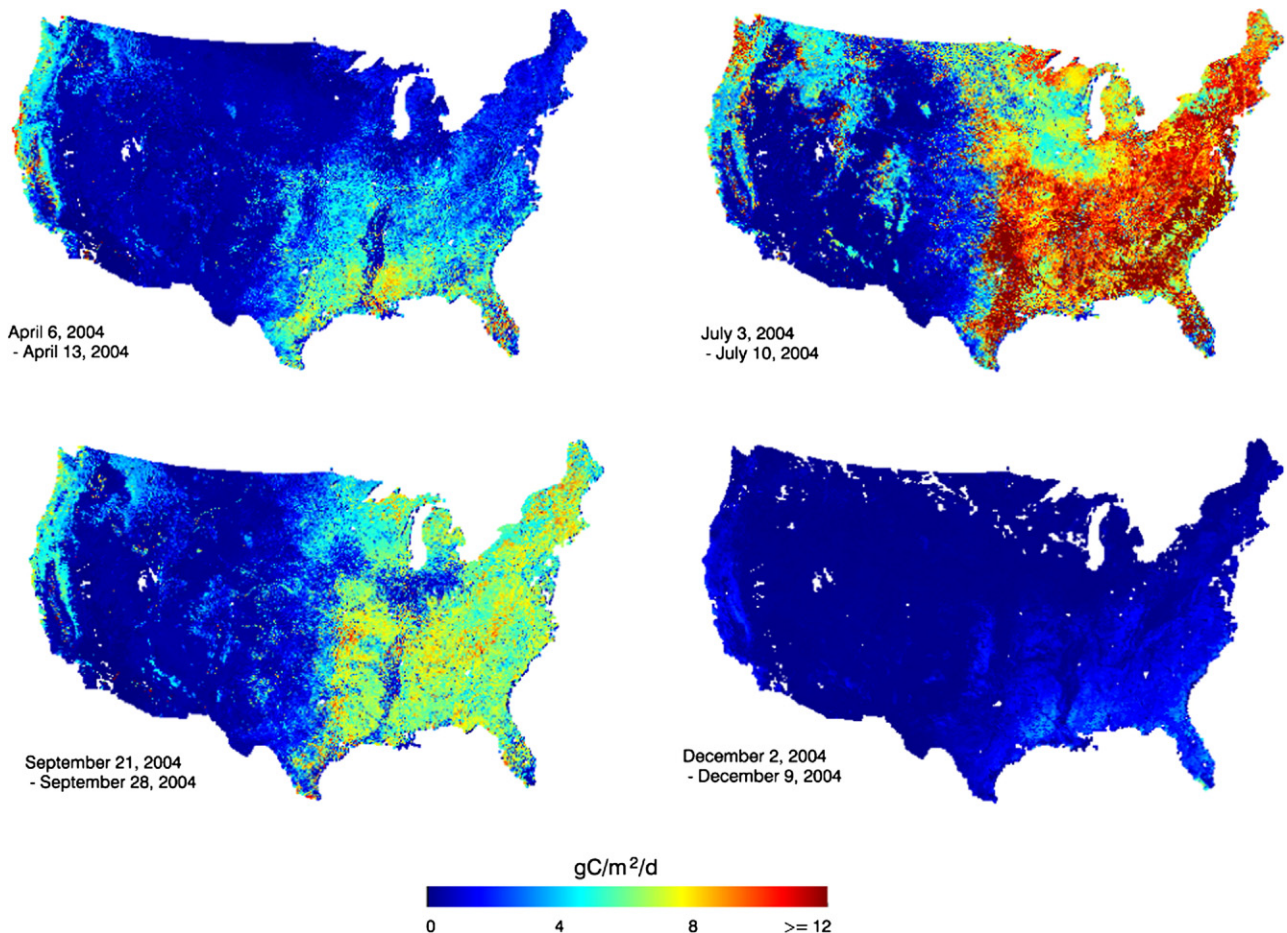 April 6, 2004
- April 13, 2004
July 3, 2004
- July 10, 2004
September 21, 2004
- September 28, 2004
December 2, 2004
- December 9, 2004
gC/m²/d
0 4 8 >= 12